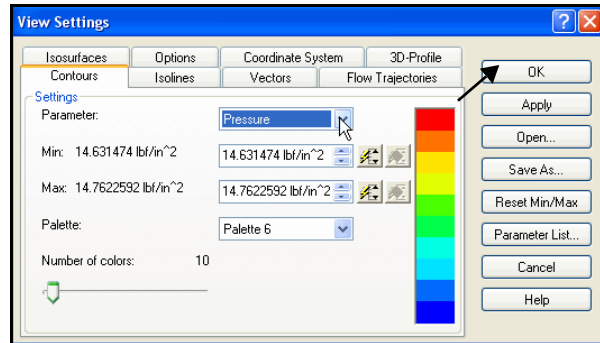 View Settings
Isosurfaces Options Coordinate System 3D-Profile
Contours Isolines Vectors Flow Trajectories
Settings
Parameter: Pressure
Min: 14.631474 lbf/in^2 14.631474 lbf/in^2
Max: 14.7622592 lbf/in^2 14.7622592 lbf/in^2
Palette: Palette 6
Number of colors: 10
OK
Apply
Open...
Save As...
Reset Min/Max
Parameter List...
Cancel
Help